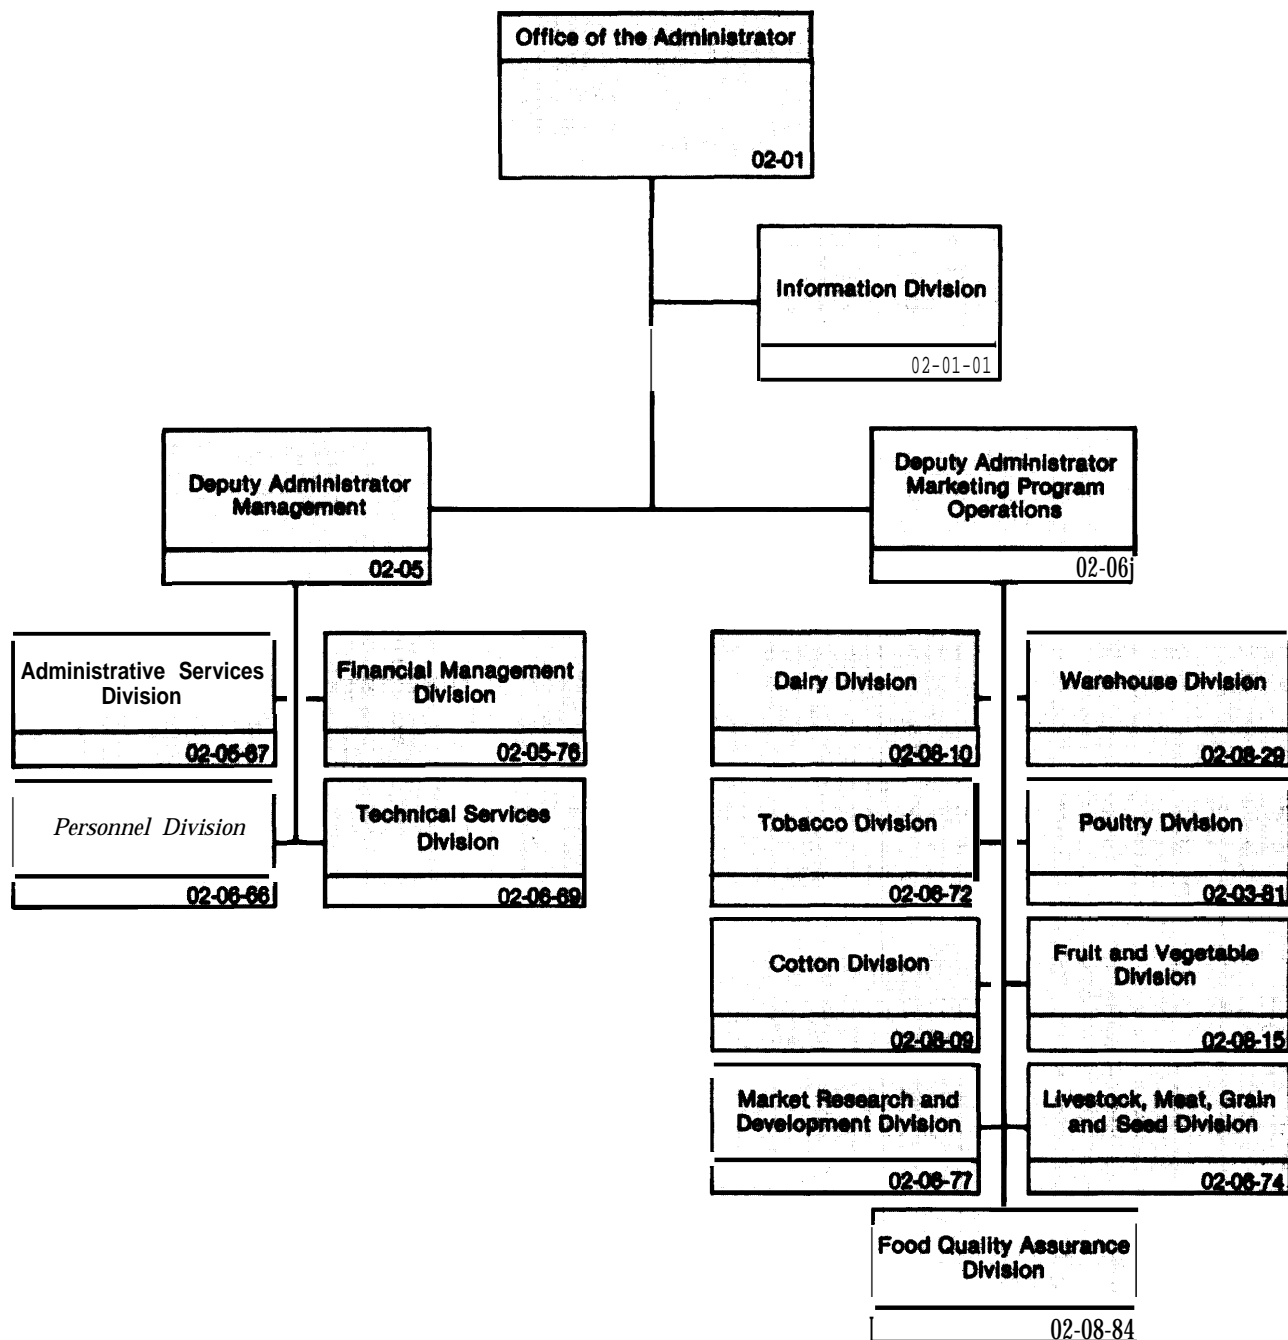 Office of the Administrator
02-01
Information Division
02-01-01
Deputy Administrator
Management
02-05
Deputy Administrator
Marketing Program
Operations
02-06j
Administrative Services
Division
02-05-67
Financial Management
Division
02-05-76
Dairy Division
02-08-10
Warehouse Division
02-08-29
Personnel Division
02-06-66
Technical Services
Division
02-06-69
Tobacco Division
02-06-72
Poultry Division
02-03-81
Cotton Division
02-08-09
Fruit and Vegetable
Division
02-08-15
Market Research and
Development Division
02-06-77
Livestock, Meat, Grain
and Seed Division
02-06-74
Food Quality Assurance
Division
02-08-84